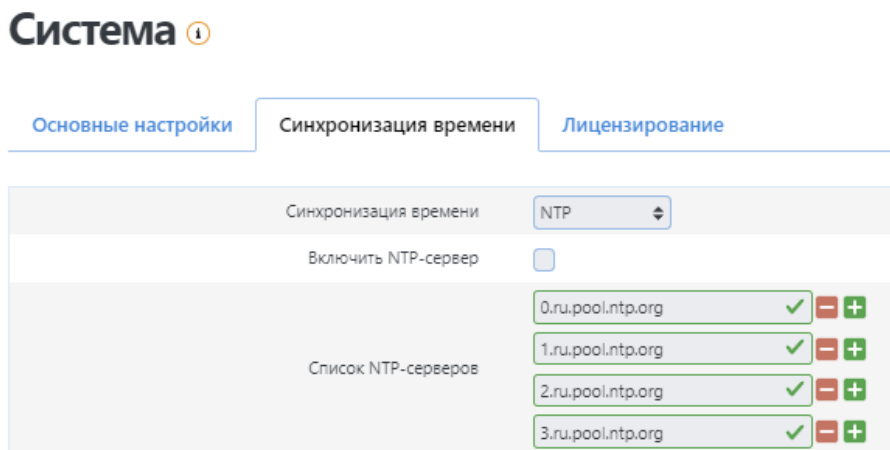 Система
Основные настройки Синхронизация времени Лицензирование
Синхронизация времени NTP
Включить NTP-сервер
0.ru.pool.ntp.org
1.ru.pool.ntp.org
Список NTP-серверов
2.ru.pool.ntp.org
3.ru.pool.ntp.org